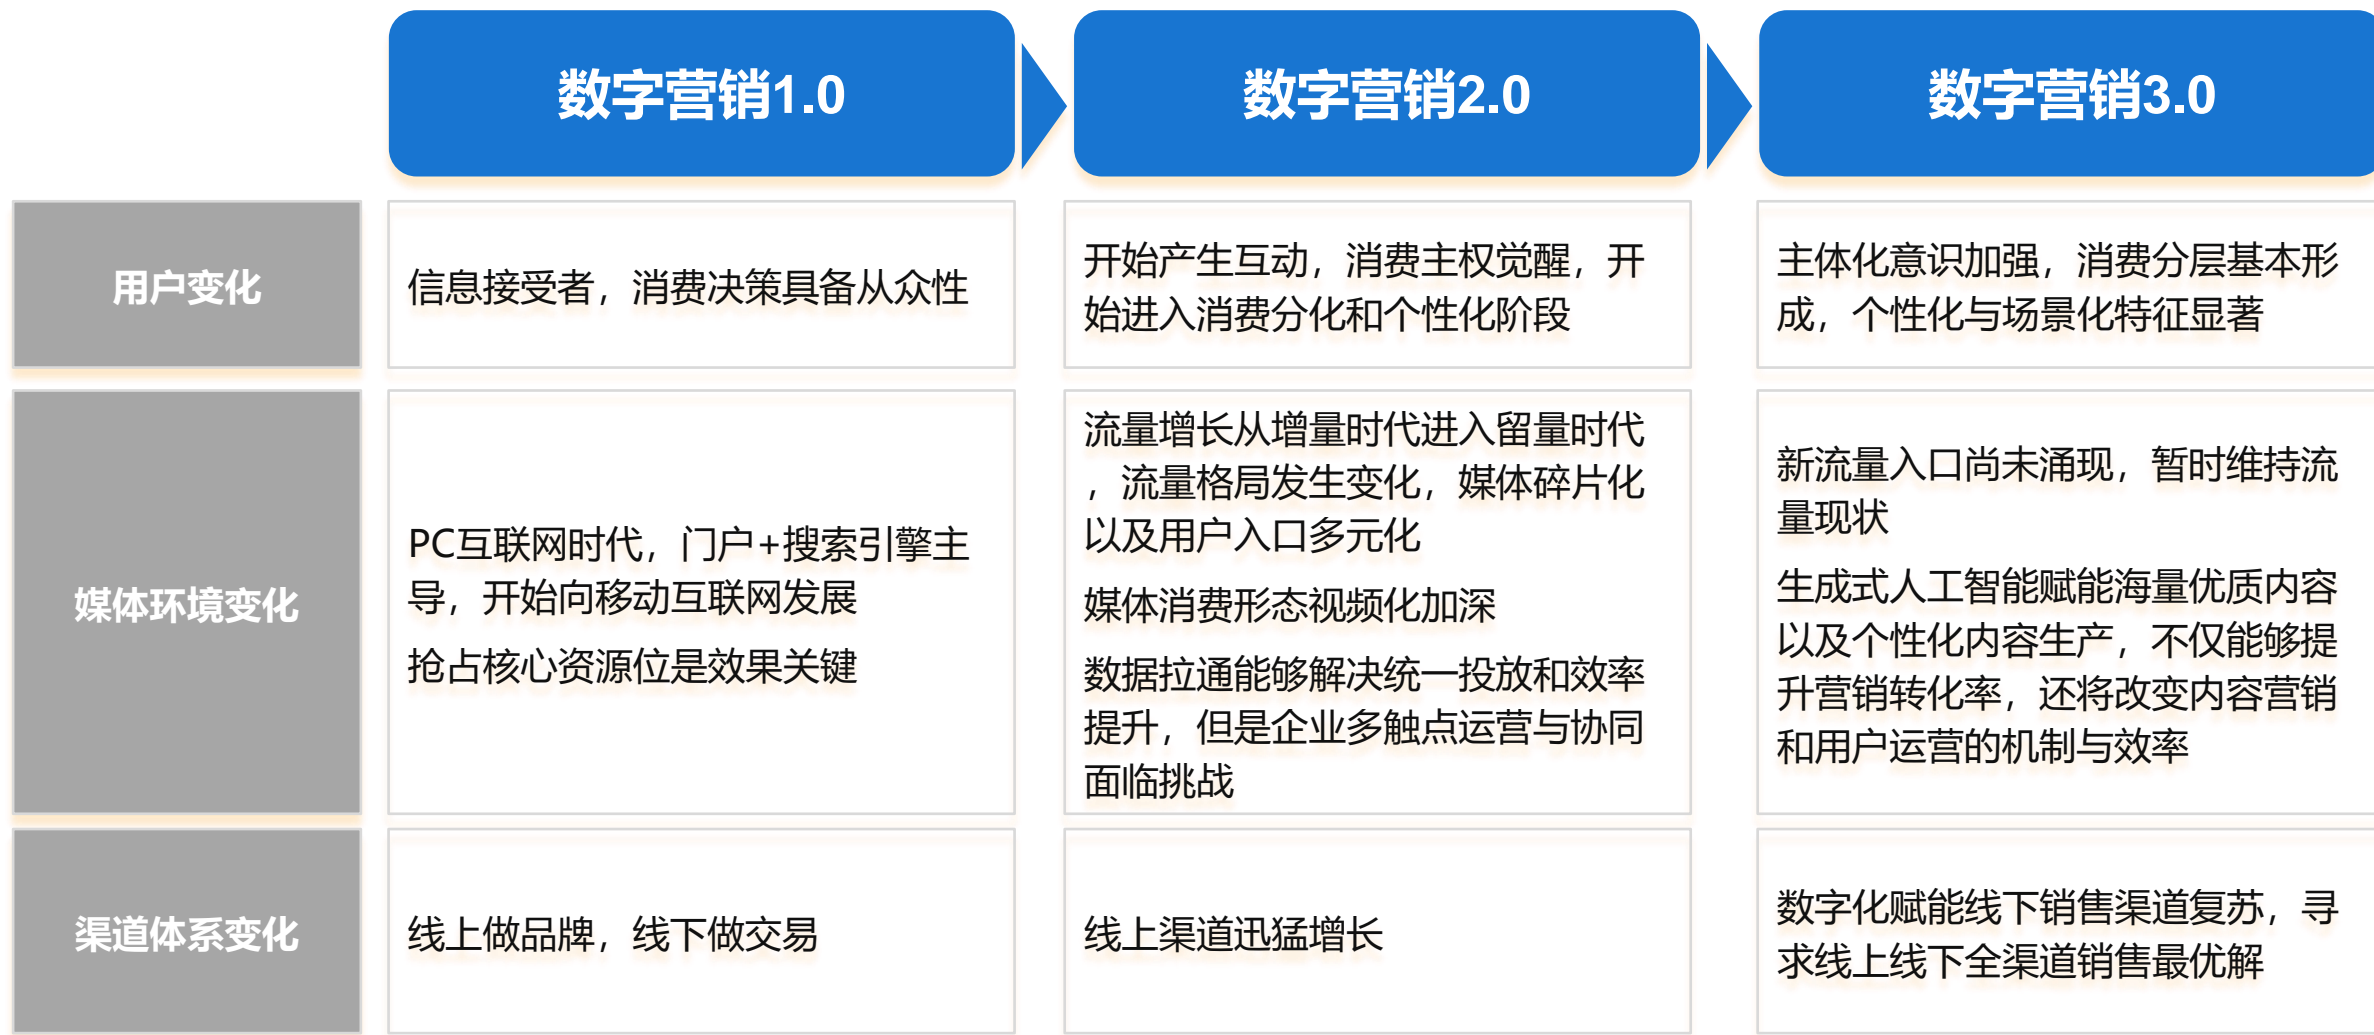 数字营销1.0
数字营销2.0
数字营销3.0
用户变化
信息接受者，消费决策具备从众性
开始产生互动，消费主权觉醒，开
始进入消费分化和个性化阶段
主体化意识加强，消费分层基本形
成，个性化与场景化特征显著
媒体环境变化
PC互联网时代，门户+搜索引擎主
导，开始向移动互联网发展
抢占核心资源位是效果关键
流量增长从增量时代进入留量时代
，流量格局发生变化，媒体碎片化
以及用户入口多元化
媒体消费形态视频化加深
数据拉通能够解决统一投放和效率
提升，但是企业多触点运营与协同
面临挑战
新流量入口尚未涌现，暂时维持流
量现状
生成式人工智能赋能海量优质内容
以及个性化内容生产，不仅能够提
升营销转化率，还将改变内容营销
和用户运营的机制与效率
渠道体系变化
线上做品牌，线下做交易
线上渠道迅猛增长
数字化赋能线下销售渠道复苏，寻
求线上线下全渠道销售最优解